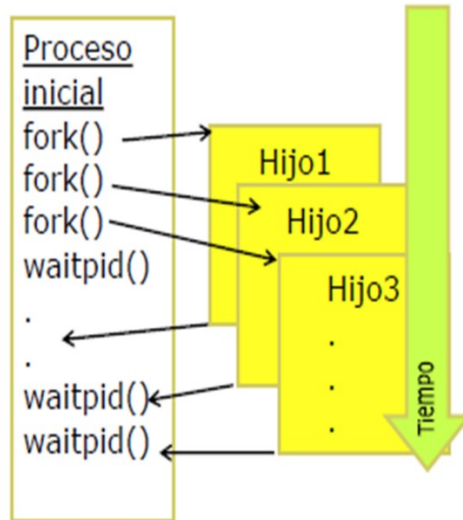 Proceso
inicial
fork()
fork()
fork()
waitpid()
.
.
waitpid()
waitpid()
Hijo1
Hijo2
Hijo3
.
.
.
Tiempo